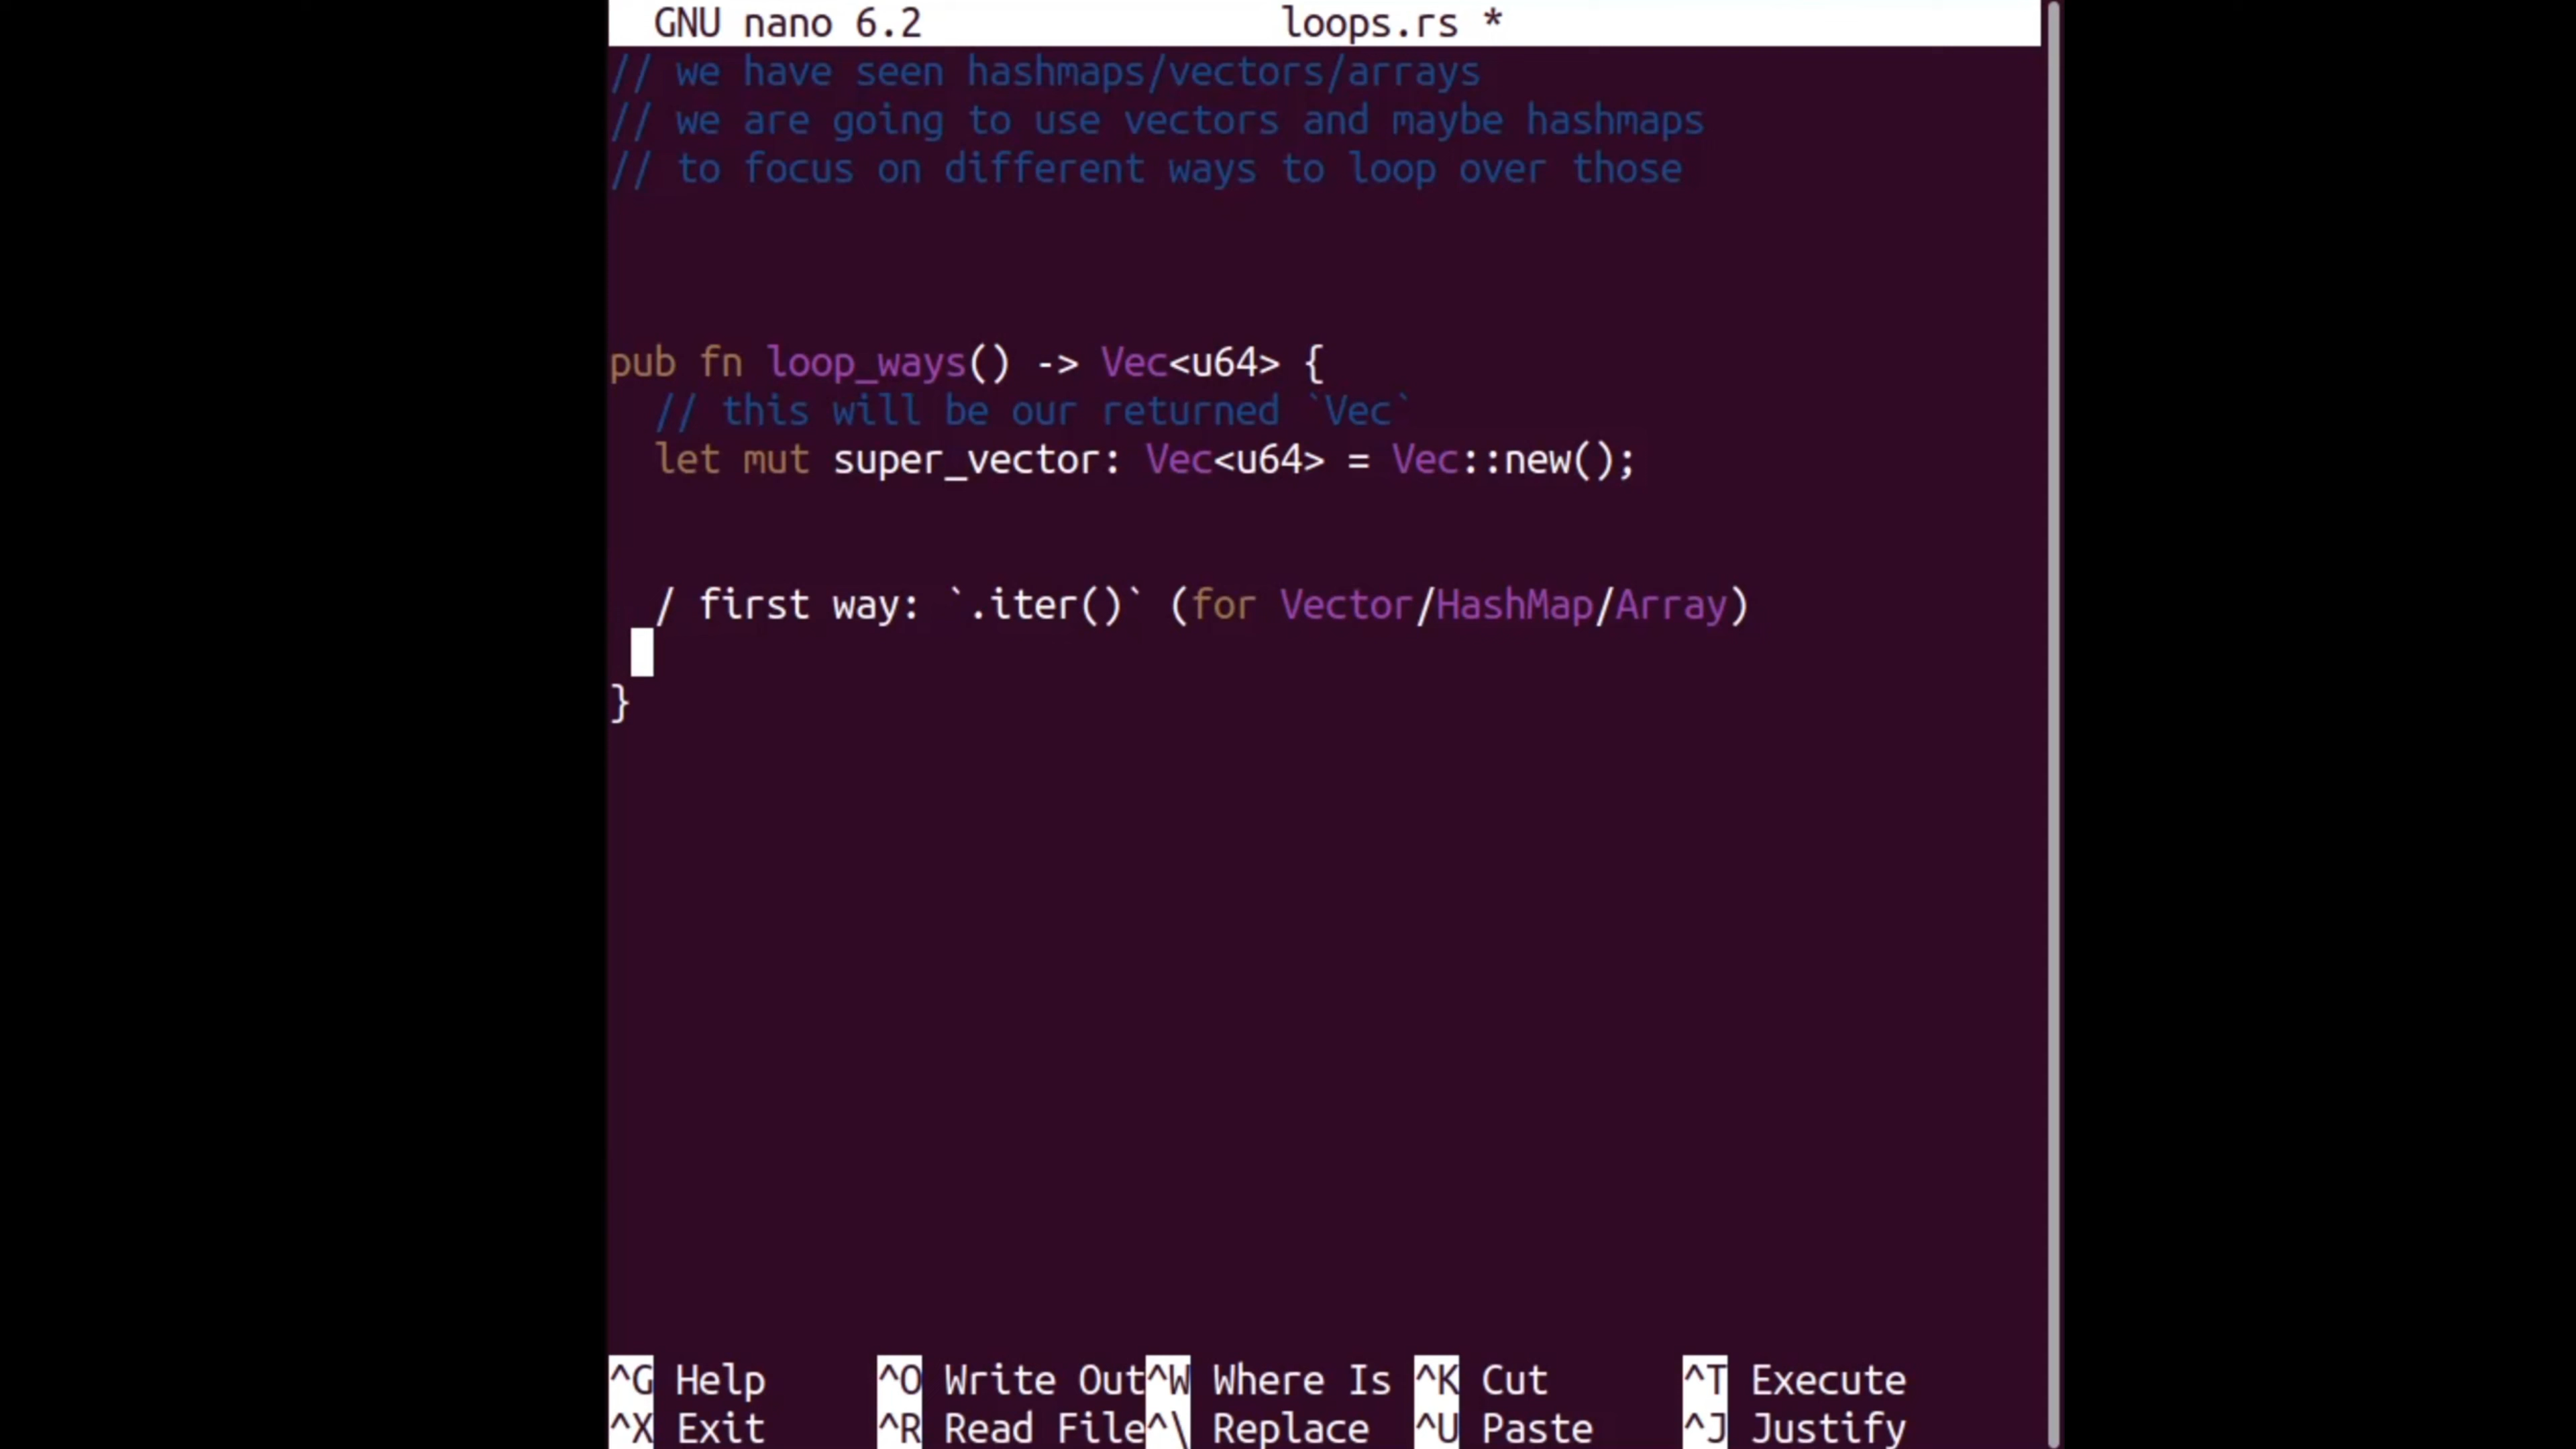 GNU nano 6.2 loops.rs *
// we have seen hashmaps/vectors/arrays
// we are going to use vectors and maybe hashmaps
// to focus on different ways to loop over those
pub fn loop_ways() -> Vec<u64> {
// this will be our returned `Vec`
let mut super_vector: Vec<u64> = Vec::new();
/ first way: `.iter()` (for Vector/HashMap/Array)
}
^G Help ^O Write Out ^W Where Is ^K Cut ^T Execute
^X Exit ^R Read File ^\ Replace ^U Paste ^J Justify